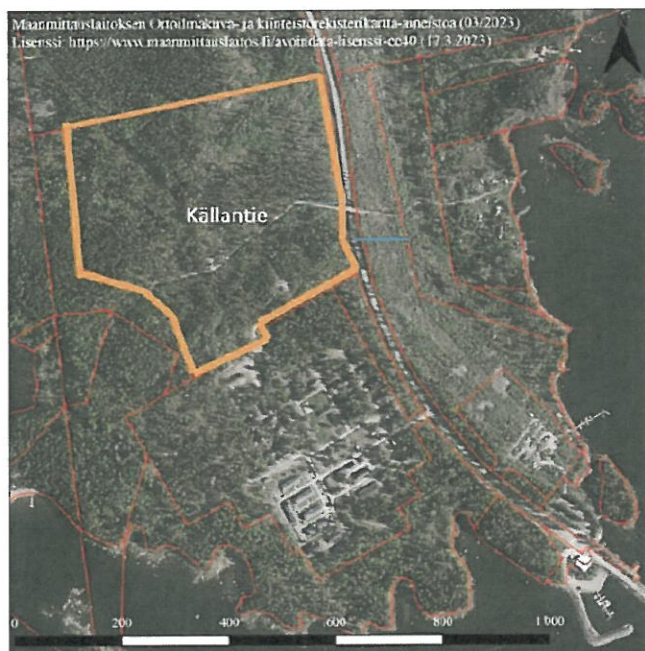 Maanmittauslaitoksen Ortoilmakuva- ja kiinteistörekisterikartta-aineistoa (03/2023)
Lisenssi: https://www.maanmittauslaitos.fi/avoindata-lisenssi-cc40 (17.3.2023)
Källantie
0 200 400 600 800 1 000